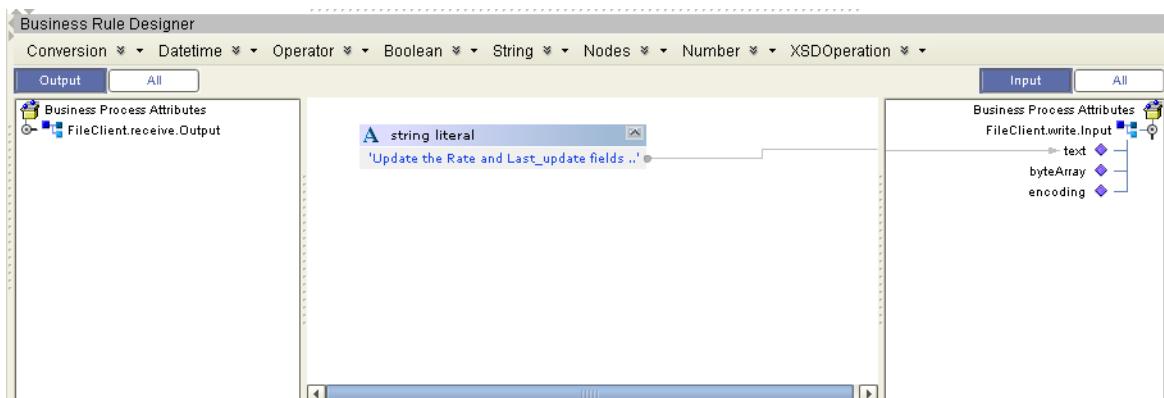 Business Rule Designer
Conversion Datetime Operator Boolean String Nodes Number XSDOperation
Output All Input All
Business Process Attributes
FileClient.receive.Output
A string literal
'Update the Rate and Last_update fields ..'
Business Process Attributes
FileClient.write.Input
text
byteArray
encoding